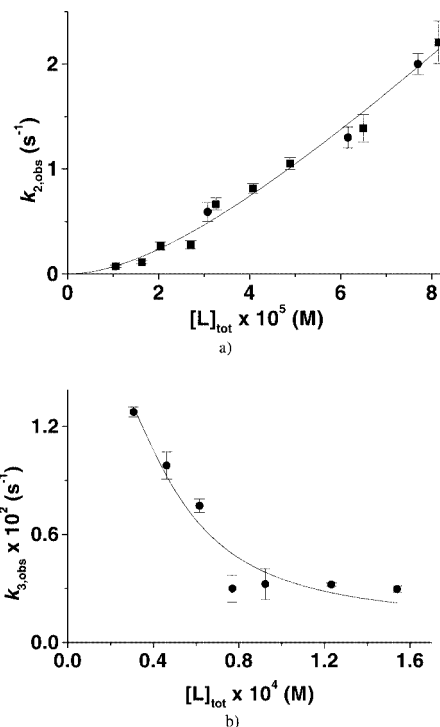 2
1
0
k2,obs (s-1)
0 2 4 6 8
[L]tot x 10^5 (M)
a)
1.2
0.6
0.0
k3,obs x 10^2 (s-1)
0.0 0.4 0.8 1.2 1.6
[L]tot x 10^4 (M)
b)